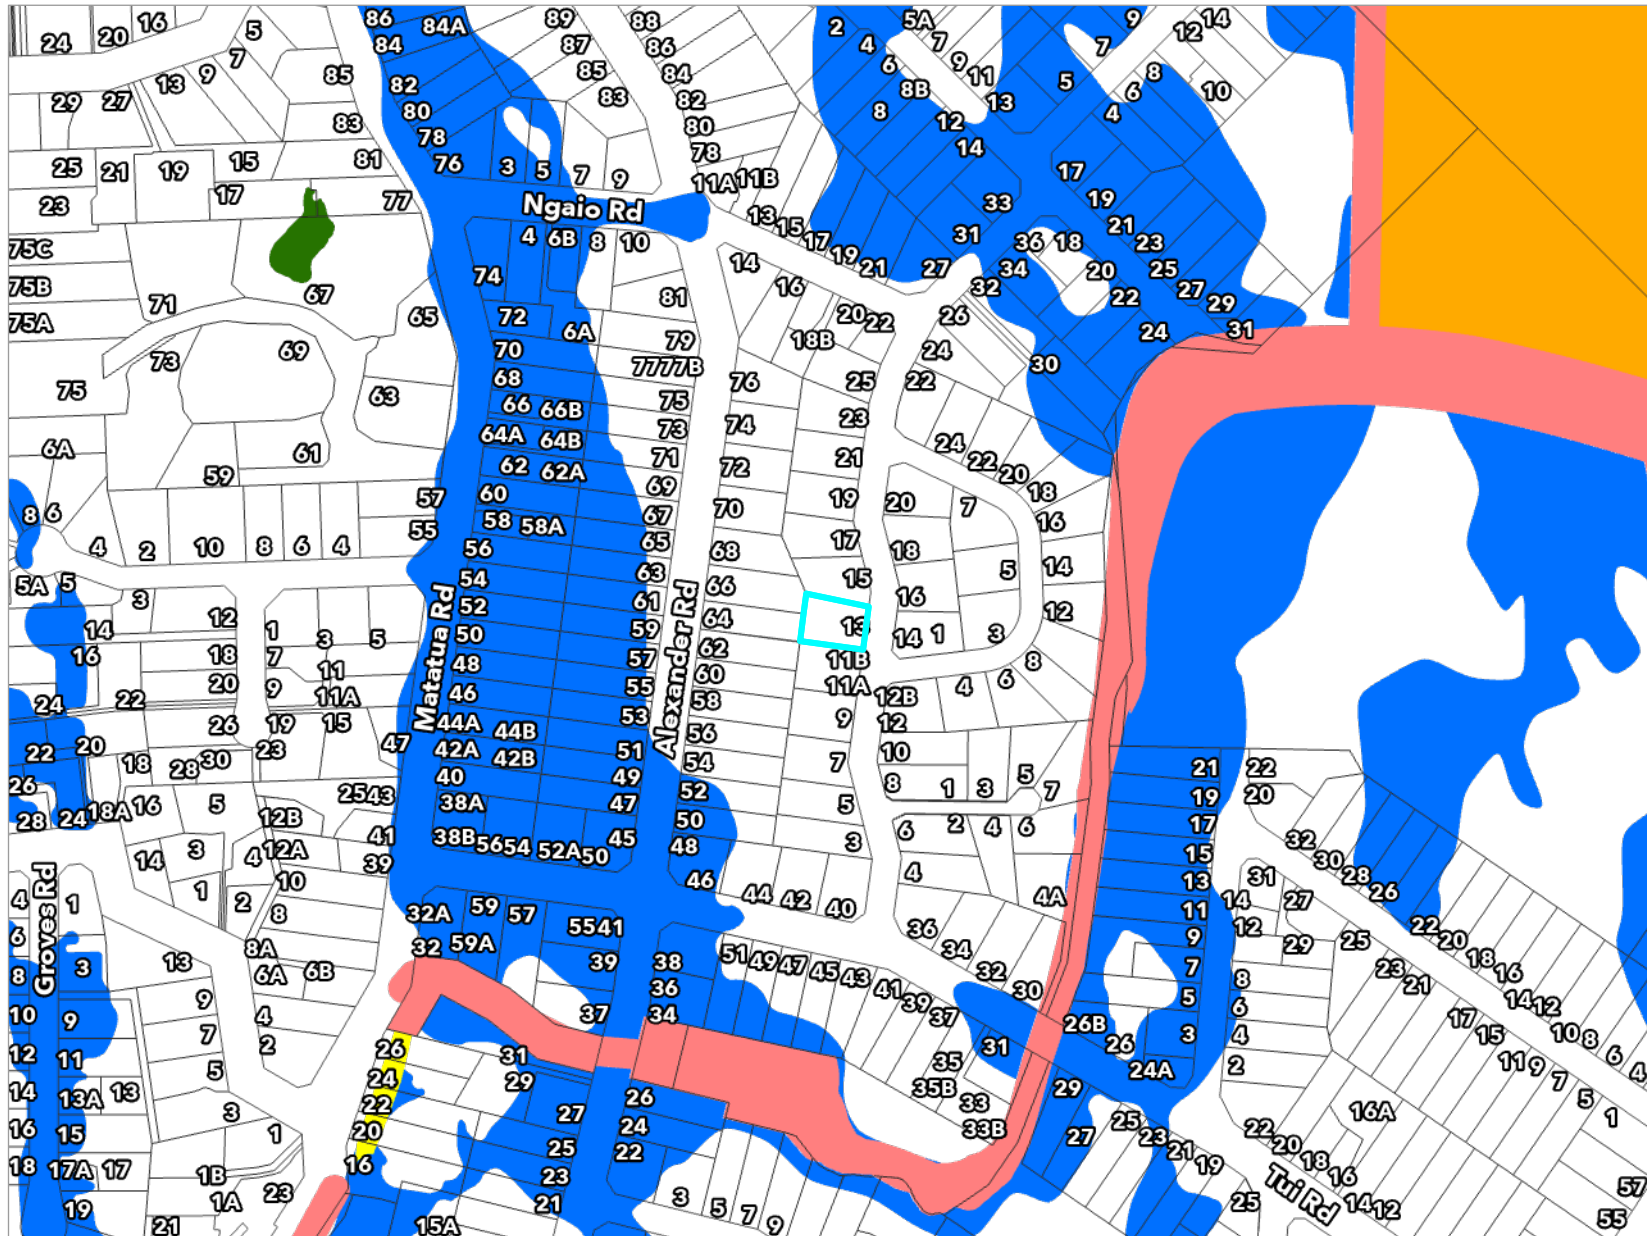 86 84A 89 88 5A 9 14
24 20 16 5 84 87 86 2 4 7 7 12
7 82 85 84 6 9 11 5 8 10
29 27 13 9 85 80 83 82 8B 8 13 6 4
83 78 80 12
25 21 19 15 81 76 3 5 7 9 78 14 17
23 17 77 11A 11B 33 19
Ngaio Rd
13 15 17 19 21 27 31 36 18 21 23
75C 4 6B 8 10 14 34 20 25
75B 71 67 74 81 16 32 22 27 29
75A 65 72 6A 79 20 22 26 24 31
73 69 70 7777B 18B 24 30
75 63 68 75 76 25 22
66 66B 73 74 23
6A 61 64A 64B 71 72 21 24 22 20
59 62 62A 69 19 20 7 18
8 6 57 60 67 70 16
4 2 10 8 6 4 55 58 58A 65 68 17 18
5A 5 56 63 66 15 5 14
3 12 54 61 64 16 12
Matatua Rd
Alexander Rd
14 1 3 5 52 59 62 13 14 1 3
16 18 7 11 50 57 60 11B 8
24 22 20 9 11A 48 55 58 11A 12B 4 6
26 19 15 46 53 56 9 12
22 20 18 28 30 23 47 44A 44B 51 54 7 10 21 22
26 42A 42B 49 52 8 1 3 5 7 19 20
28 24 18A 16 5 12B 25 43 40 47 50 5 6 2 4 6 17
14 3 4 12A 41 38A 45 48 3 15 32 30
39 38B 56 54 52A 50 46 4 13 28 26
Groves Rd
4 1 1 2 10 44 42 40 4A 11 14 31 27
6 8 32A 59 57 55 41 36 34 12 22 20
8 3 13 8A 32 59A 39 38 51 49 47 45 43 9 29 25 18 16
10 9 9 6A 6B 36 41 39 37 32 30 7 8 23 21 14 12
12 11 7 4 2 37 34 5 6 17 15 10 8 6 4
26 31 31 26B 26 3 4
14 13A 13 5 24 29 35 24A 2 11 9 7 5 1
16 15 3 22 27 26 35B 33 29 16A
18 17A 17 1 20 25 24 33B 27 25 23 21 19 22 20 18 16
16 23 22
Tui Rd
19 21 1B 1A 23 15A 21 3 5 7 9 25 14 12 57 55